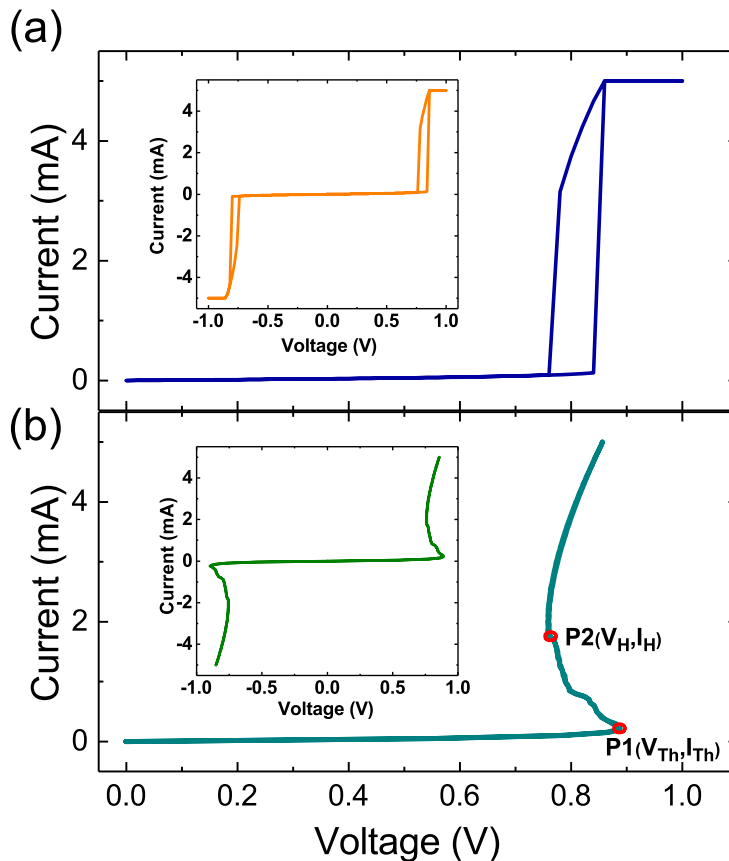 (a)
Current (mA)
4
2
0
Current (mA)
4
2
0
-2
-4
-1.0 -0.5 0.0 0.5 1.0
Voltage (V)
(b)
Current (mA)
4
2
0
Current (mA)
4
2
0
-2
-4
-1.0 -0.5 0.0 0.5 1.0
Voltage (V)
P2(V_H,I_H)
P1(V_Th,I_Th)
0.0 0.2 0.4 0.6 0.8 1.0
Voltage (V)